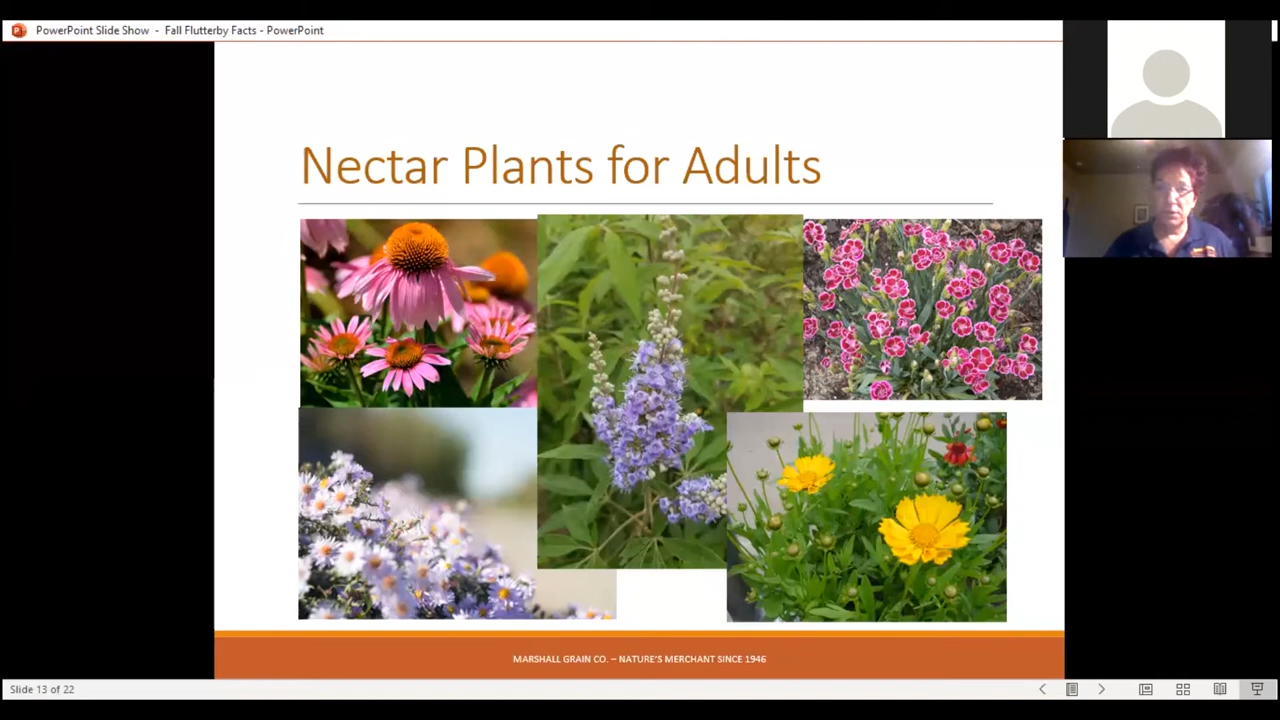 PowerPoint Slide Show - Fall Flutterby Facts - PowerPoint
Nectar Plants for Adults
MARSHALL GRAIN CO. – NATURE'S MERCHANT SINCE 1946
Slide 13 of 22